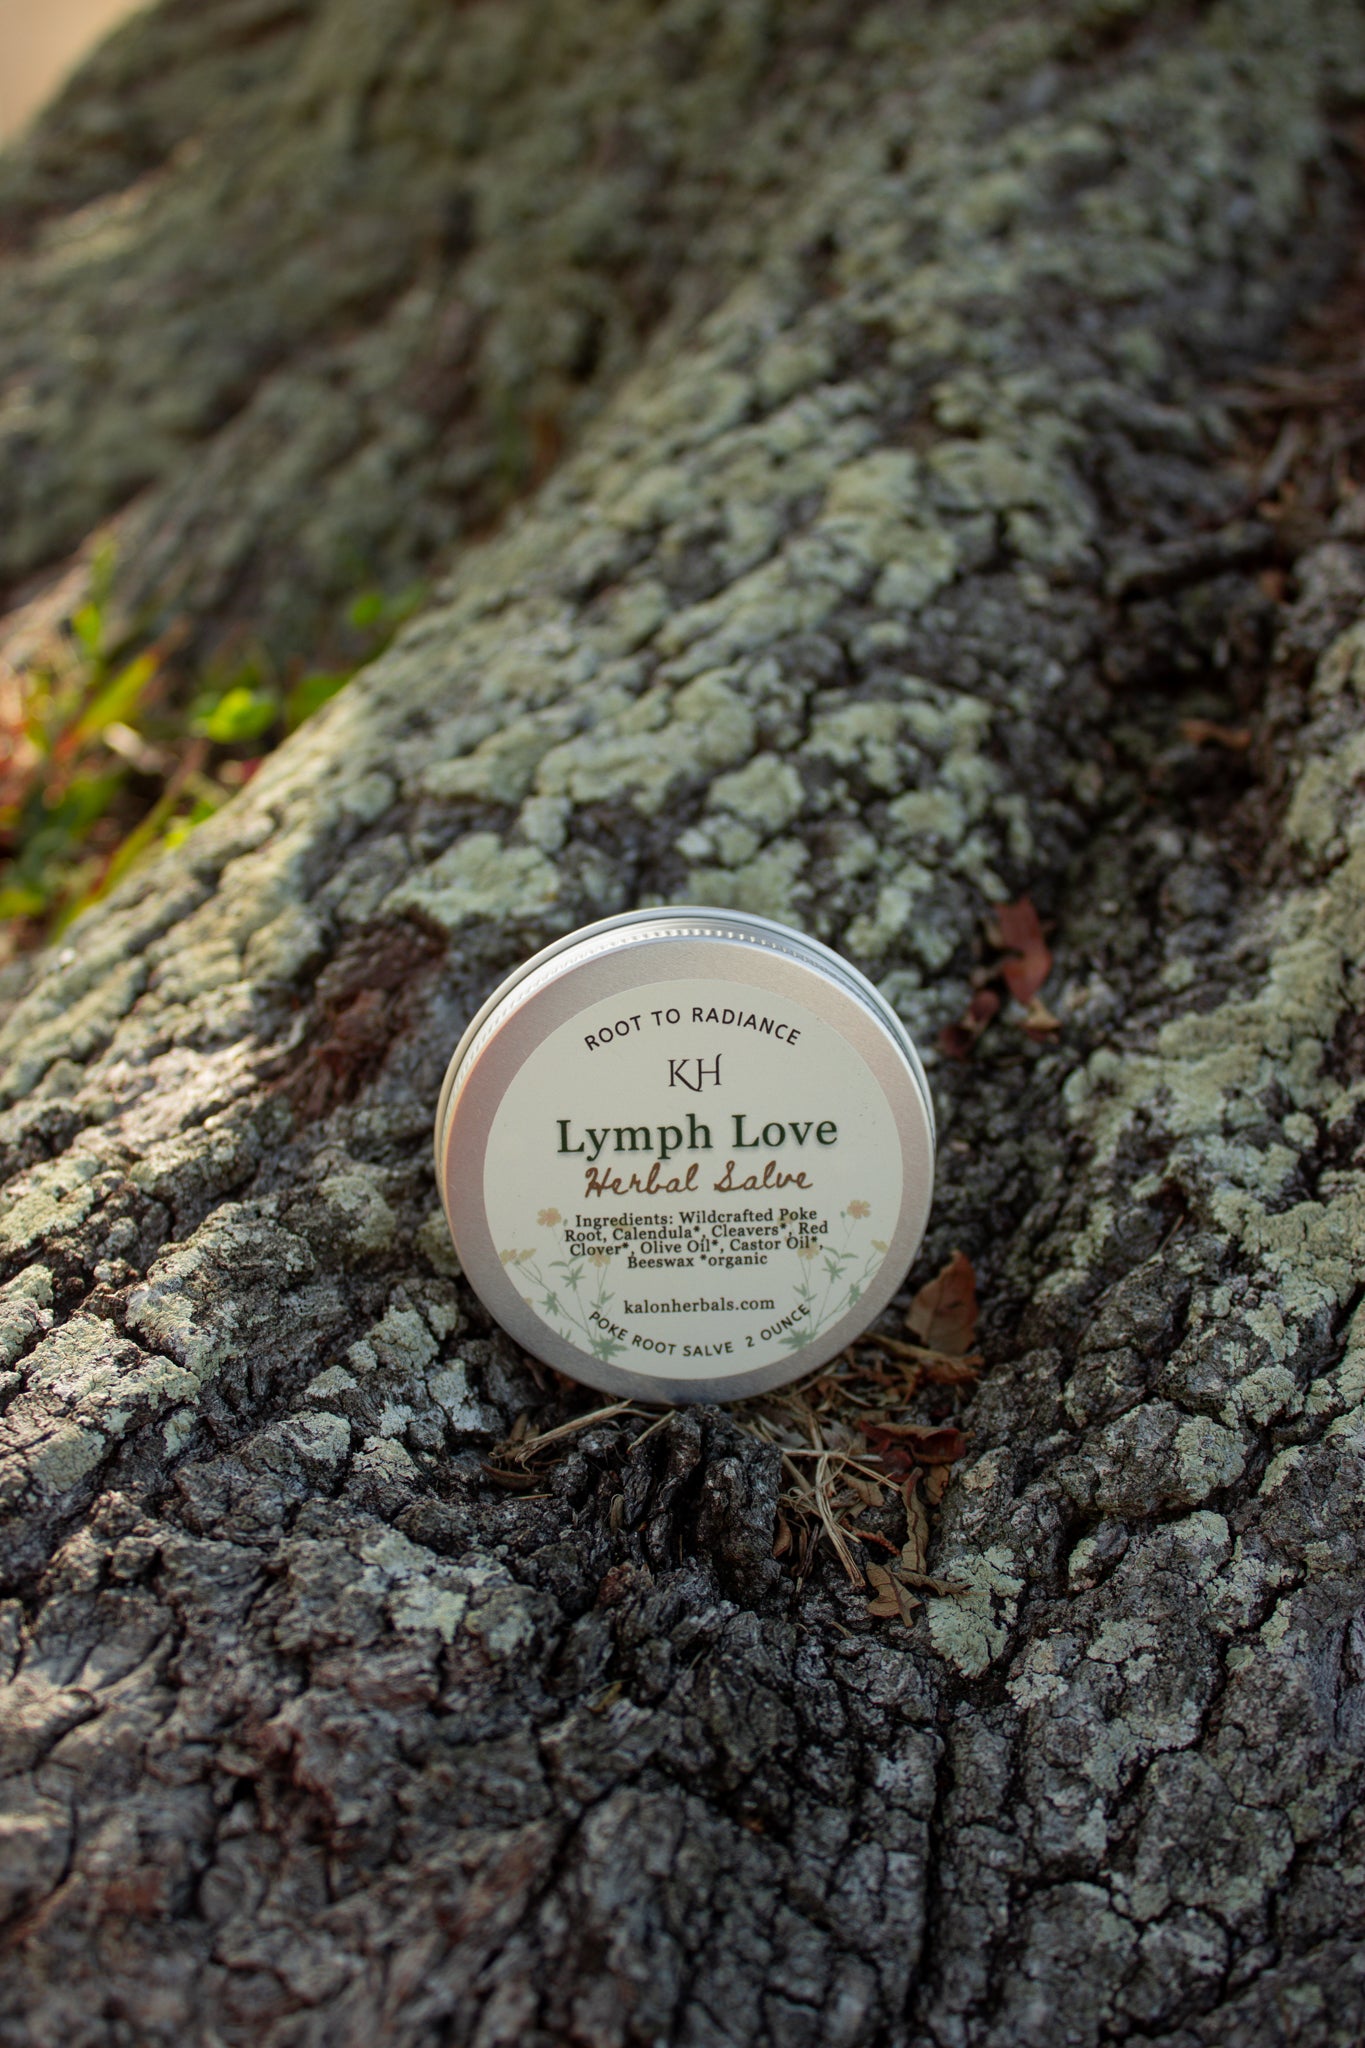 ROOT TO RADIANCE
KH
Lymph Love
Herbal Salve
Ingredients: Wildcrafted Poke
Root, Calendula*, Cleavers*, Red
Clover*, Olive Oil*, Castor Oil*,
Beeswax *organic
kalonherbals.com
POKE ROOT SALVE 2 OUNCE